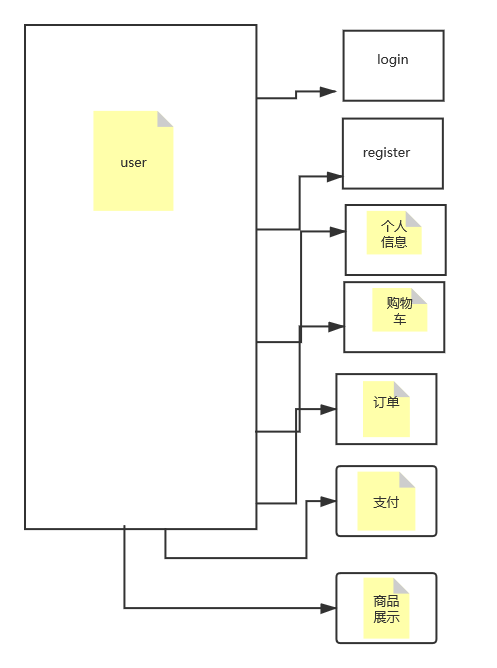 login
user
register
个人
信息
购物
车
订单
支付
商品
展示